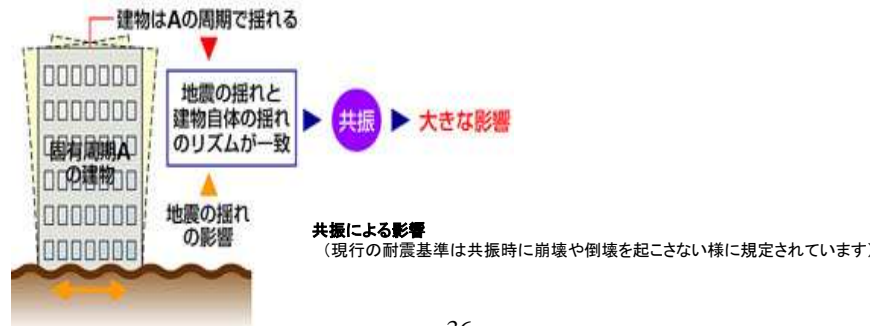 建物はAの周期で揺れる
固有周期A
の建物
地震の揺れと
建物自体の揺れ
のリズムが一致
共振
大きな影響
地震の揺れ
の影響
共振による影響
（現行の耐震基準は共振時に崩壊や倒壊を起こさない様に規定されています）